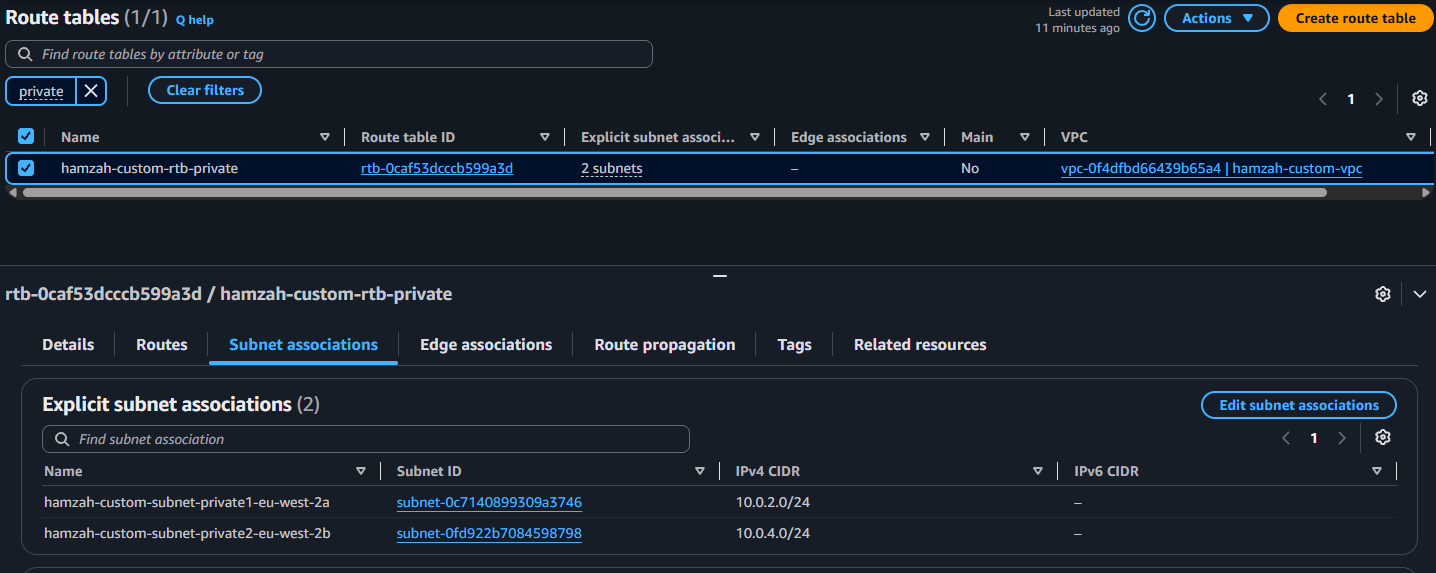 Route tables (1/1) Q help
Last updated
11 minutes ago
Actions
Create route table
Find route tables by attribute or tag
private
Clear filters
1
Name Route table ID Explicit subnet associ... Edge associations Main VPC
hamzah-custom-rtb-private rtb-0caf53dcccb599a3d 2 subnets – No vpc-0f4dfbd66439b65a4 | hamzah-custom-vpc
rtb-0caf53dcccb599a3d / hamzah-custom-rtb-private
Details Routes Subnet associations Edge associations Route propagation Tags Related resources
Explicit subnet associations (2)
Edit subnet associations
Find subnet association
1
Name Subnet ID IPv4 CIDR IPv6 CIDR
hamzah-custom-subnet-private1-eu-west-2a subnet-0c7140899309a3746 10.0.2.0/24 –
hamzah-custom-subnet-private2-eu-west-2b subnet-0fd922b7084598798 10.0.4.0/24 –